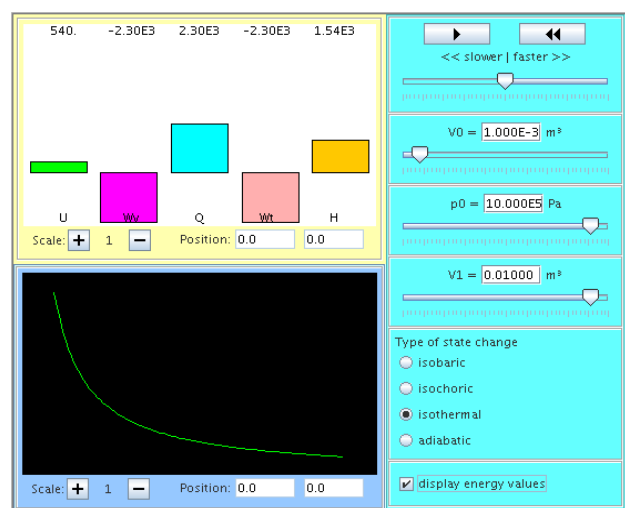 540. -2.30E3 2.30E3 -2.30E3 1.54E3
U Wv Q Wt H
Scale: + 1 − Position: 0.0 0.0
Scale: + 1 − Position: 0.0 0.0
<< slower | faster >>
V0 = 1.000E-3 m³
p0 = 10.000E5 Pa
V1 = 0.01000 m³
Type of state change
isobaric
isochoric
isothermal
adiabatic
display energy values